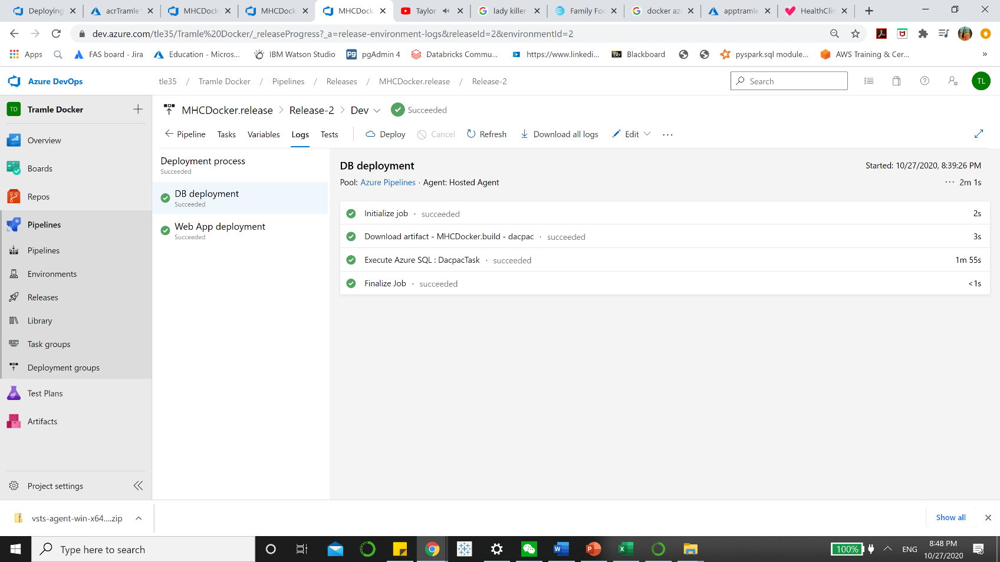 Deploying
acrTramle
MHCDock
MHCDock
MHCDock
Taylor
lady killer
Family Foo
docker az
apptramle
HealthClin
dev.azure.com/tle35/Tramle%20Docker/_releaseProgress?_a=release-environment-logs&releaseId=2&environmentId=2
Apps
FAS board - Jira
Education - Micros...
IBM Watson Studio
pg
pgAdmin 4
Databricks Commu...
https://www.linkedi...
Bb
Blackboard
pyspark.sql module...
AWS Training & Cer...
»
Azure DevOps
tle35 / Tramle Docker / Pipelines / Releases / MHCDocker.release / Release-2
Search
TL
TD
Tramle Docker
MHCDocker.release > Release-2 > Dev
Succeeded
Pipeline
Tasks
Variables
Logs
Tests
Deploy
Cancel
Refresh
Download all logs
Edit
...
Overview
Boards
Repos
Pipelines
Pipelines
Environments
Releases
Library
Task groups
Deployment groups
Test Plans
Artifacts
Project settings
Deployment process
Succeeded
DB deployment
Succeeded
Web App deployment
Succeeded
DB deployment
Started: 10/27/2020, 8:39:26 PM
Pool: Azure Pipelines · Agent: Hosted Agent
... 2m 1s
Initialize job · succeeded 2s
Download artifact - MHCDocker.build - dacpac · succeeded 3s
Execute Azure SQL : DacpacTask · succeeded 1m 55s
Finalize Job · succeeded <1s
vsts-agent-win-x64....zip
Show all
Type here to search
W
P
X
100%
ENG
8:48 PM
10/27/2020